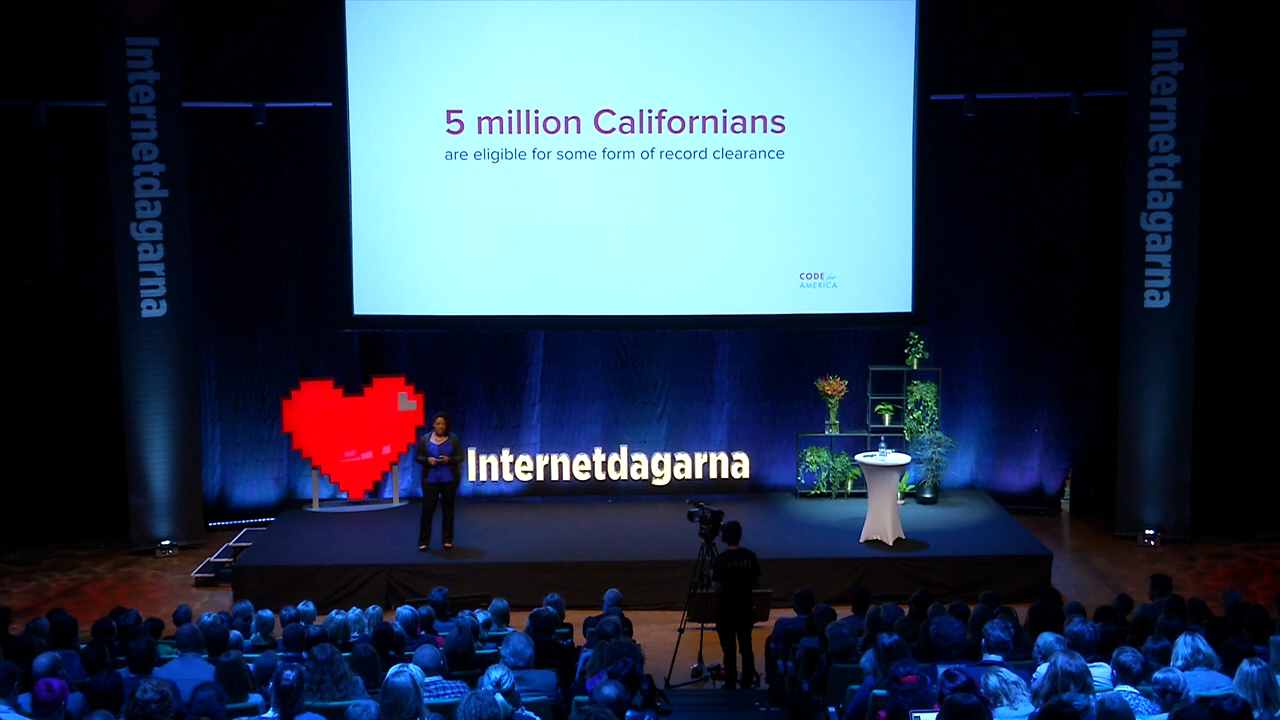 Internetdagarna
5 million Californians
are eligible for some form of record clearance
CODE for
AMERICA
Internetdagarna
Internetdagarna